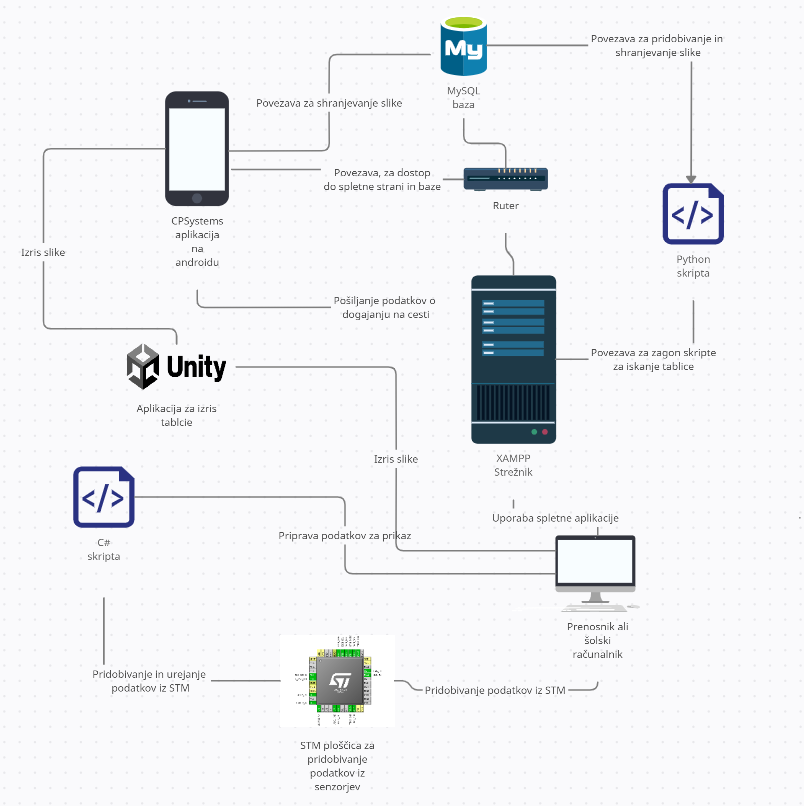 My
MySQL
baza
Povezava za pridobivanje in
shranjevanje slike
Povezava za shranjevanje slike
Povezava, za dostop
do spletne strani in baze
Ruter
CPSystems
aplikacija
na
androidu
Python
skripta
Izris slike
Pošiljanje podatkov o
dogajanju na cesti
Unity
Aplikacija za izris
tablcie
Povezava za zagon skripte
za iskanje tablice
Izris slike
XAMPP
Strežnik
Uporaba spletne aplikacije
C#
skripta
Priprava podatkov za prikaz
Prenosnik ali
šolski
računalnik
Pridobivanje in urejanje
podatkov iz STM
ST
Pridobivanje podatkov iz STM
STM ploščica za
pridobivanje
podatkov iz
senzorjev